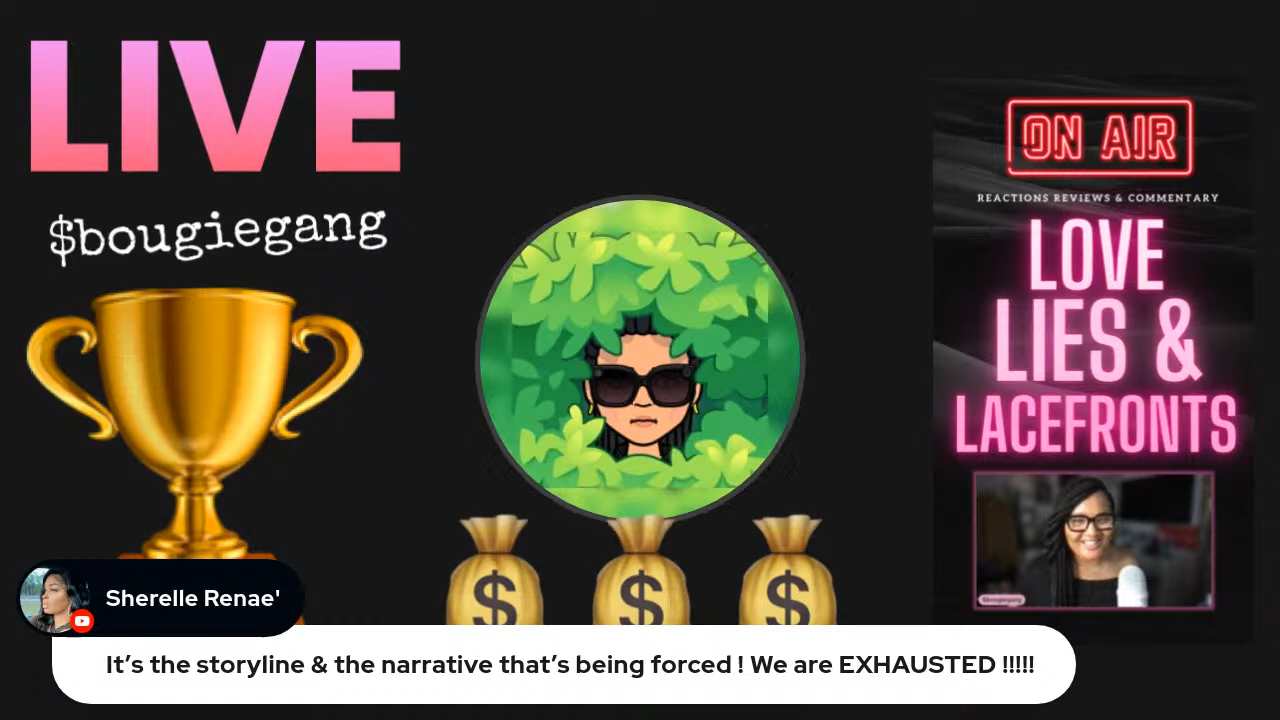 LIVE
$bougiegang
ON AIR
REACTIONS REVIEWS & COMMENTARY
LOVE
LIES &
LACEFRONTS
$bougiegang
$ $ $
Sherelle Renae'
It’s the storyline & the narrative that’s being forced ! We are EXHAUSTED !!!!!